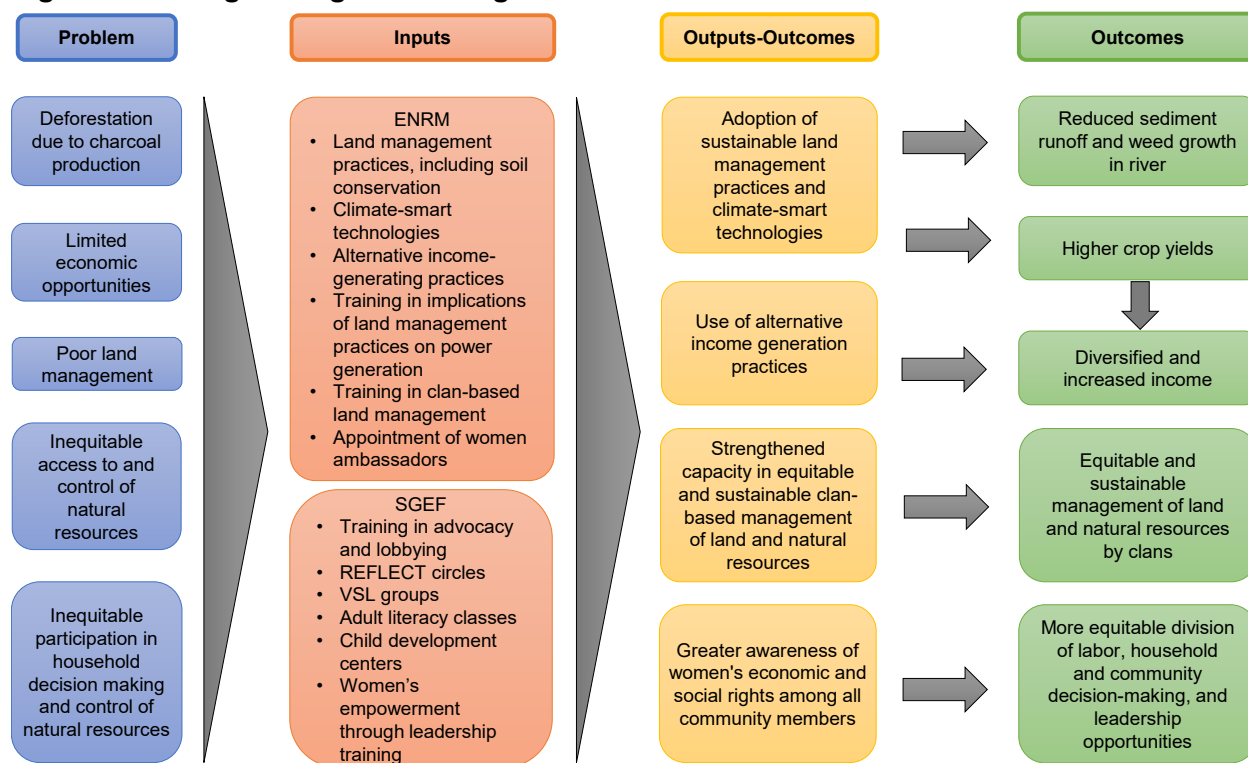 Problem
Inputs
Outputs-Outcomes
Outcomes
Deforestation
due to charcoal
production
Limited
economic
opportunities
Poor land
management
Inequitable
access to and
control of
natural
resources
Inequitable
participation in
household
decision making
and control of
natural resources
ENRM
• Land management
practices, including soil
conservation
• Climate-smart
technologies
• Alternative income-
generating practices
• Training in implications
of land management
practices on power
generation
• Training in clan-based
land management
• Appointment of women
ambassadors
SGEF
• Training in advocacy
and lobbying
• REFLECT circles
• VSL groups
• Adult literacy classes
• Child development
centers
• Women’s
empowerment
through leadership
training
Adoption of
sustainable land
management
practices and
climate-smart
technologies
Use of alternative
income generation
practices
Strengthened
capacity in equitable
and sustainable clan-
based management
of land and natural
resources
Greater awareness of
women's economic and
social rights among all
community members
Reduced sediment
runoff and weed growth
in river
Higher crop yields
Diversified and
increased income
Equitable and
sustainable
management of land
and natural resources
by clans
More equitable division
of labor, household
and community
decision-making, and
leadership
opportunities